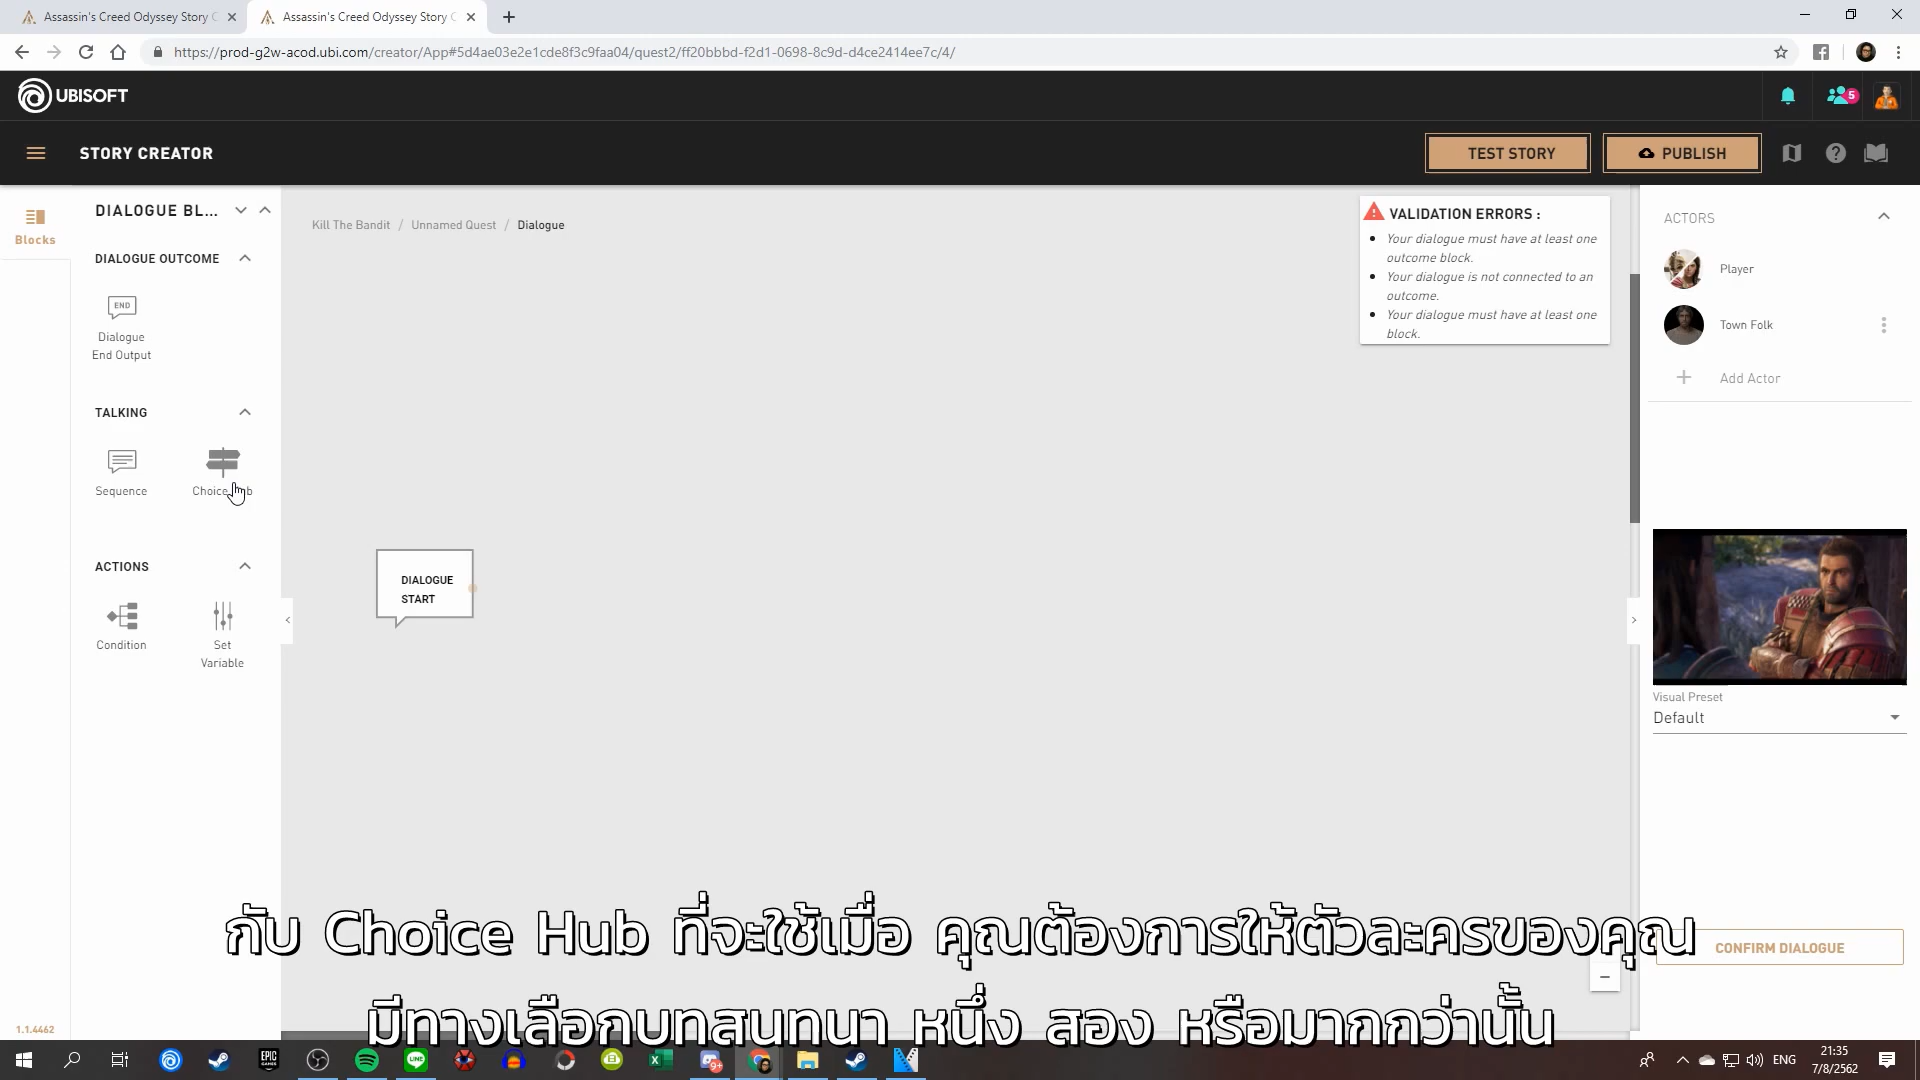 Assassin's Creed Odyssey Story C
Assassin's Creed Odyssey Story C
https://prod-g2w-acod.ubi.com/creator/App#5d4ae03e2e1cde8f3c9faa04/quest2/ff20bbbd-f2d1-0698-8c9d-d4ce2414ee7c/4/
UBISOFT
5
STORY CREATOR
TEST STORY
PUBLISH
Blocks
DIALOGUE BL...
DIALOGUE OUTCOME
END
Dialogue
End Output
TALKING
Sequence
Choice Hub
ACTIONS
Condition
Set
Variable
1.1.4462
Kill The Bandit / Unnamed Quest / Dialogue
DIALOGUE
START
VALIDATION ERRORS :
Your dialogue must have at least one
outcome block.
Your dialogue is not connected to an
outcome.
Your dialogue must have at least one
block.
ACTORS
Player
Town Folk
+ Add Actor
Visual Preset
Default
CONFIRM DIALOGUE
กับ Choice Hub ที่จะใช้เมื่อ คุณต้องการให้ตัวละครของคุณ
มีทางเลือกบทสนทนา หนึ่ง สอง หรือมากกว่านั้น
EPIC
GAMES
LINE
9+
ENG
21:35
7/8/2562